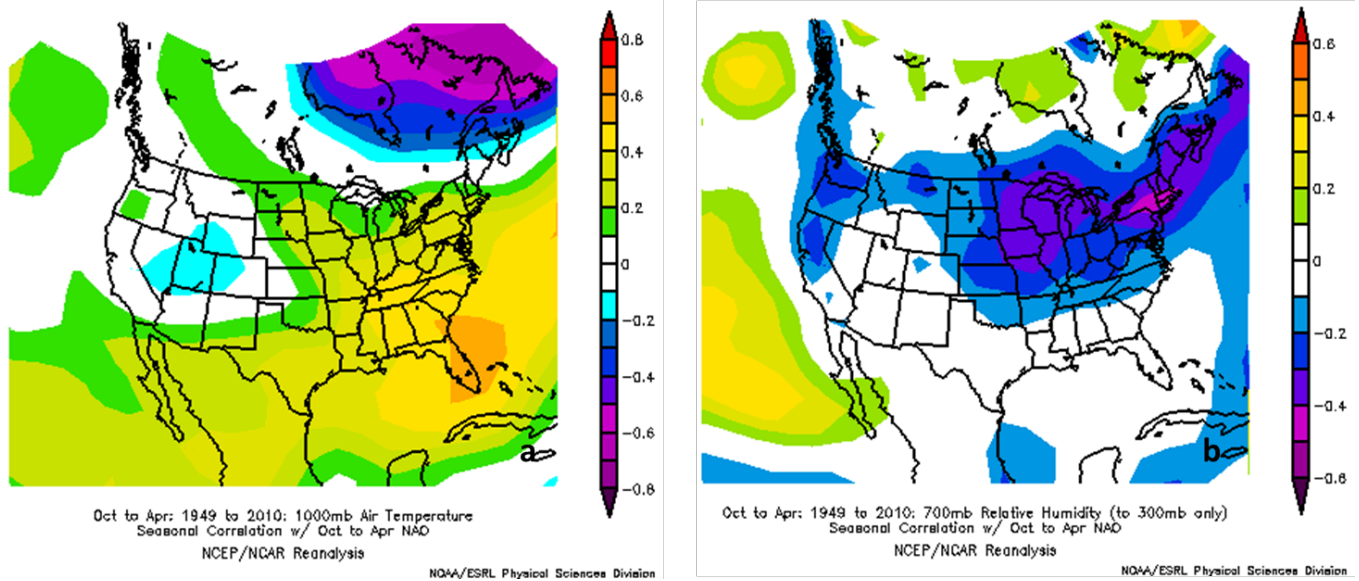 0.8
0.6
0.4
0.2
0
−0.2
−0.4
−0.6
−0.8
a
Oct to Apr: 1949 to 2010: 1000mb Air Temperature
Seasonal Correlation w/ Oct to Apr NAO
NCEP/NCAR Reanalysis
NOAA/ESRL Physical Sciences Division
0.6
0.4
0.2
0
−0.2
−0.4
−0.6
b
Oct to Apr: 1949 to 2010: 700mb Relative Humidity (to 300mb only)
Seasonal Correlation w/ Oct to Apr NAO
NCEP/NCAR Reanalysis
NOAA/ESRL Physical Sciences Division